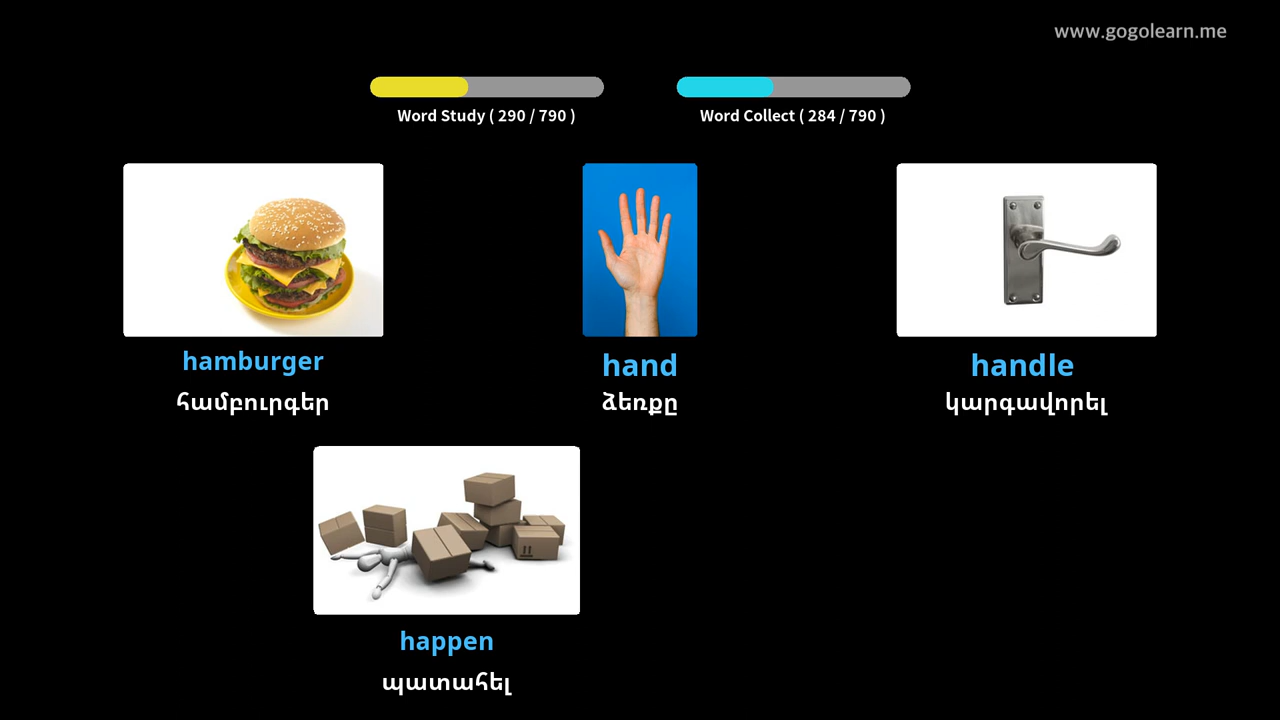 www.gogolearn.me
Word Study ( 290 / 790 )
Word Collect ( 284 / 790 )
hamburger
համբուրգեր
hand
ձեռքը
handle
կարգավորել
happen
պատահել